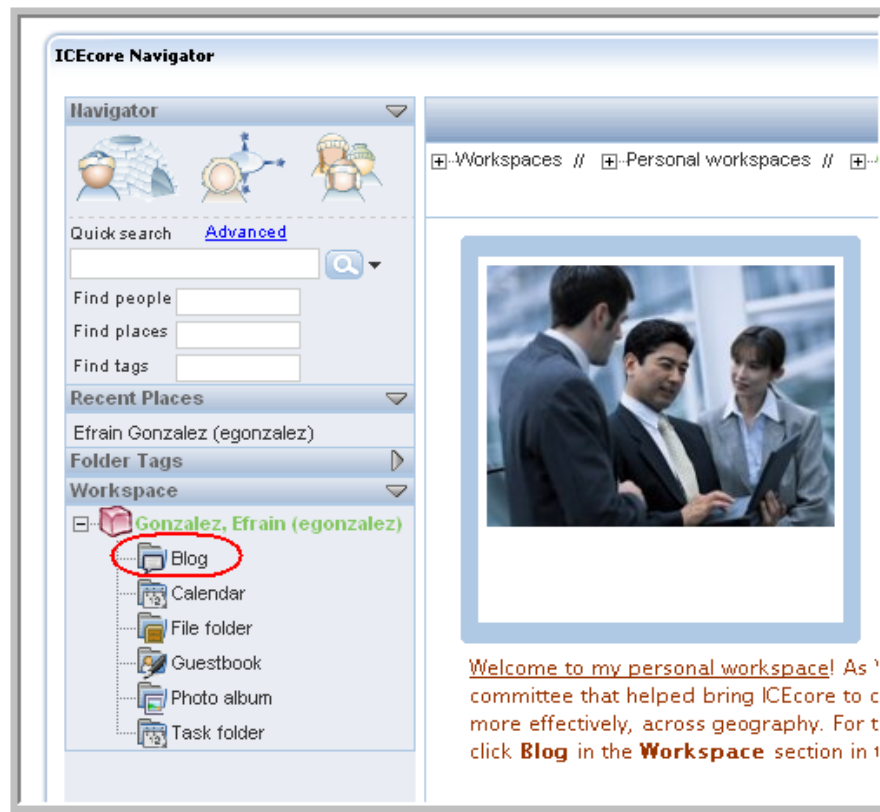 ICEcore Navigator
Navigator
Workspaces // Personal workspaces //
Quick search Advanced
Find people
Find places
Find tags
Recent Places
Efrain Gonzalez (egonzalez)
Folder Tags
Workspace
Gonzalez, Efrain (egonzalez)
Blog
Calendar
File folder
Guestbook
Photo album
Task folder
Welcome to my personal workspace! As
committee that helped bring ICEcore to
more effectively, across geography. For
click Blog in the Workspace section in